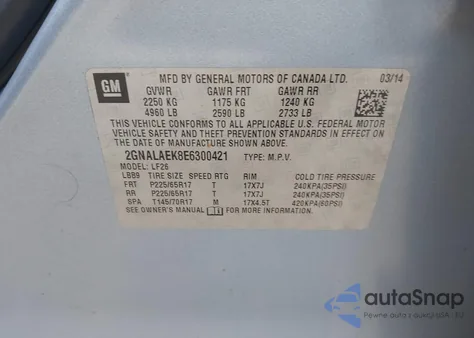 GM MFD BY GENERAL MOTORS OF CANADA LTD. 03/14
GVWR GAWR FRT GAWR RR
2250 KG 1175 KG 1240 KG
4960 LB 2590 LB 2733 LB
THIS VEHICLE CONFORMS TO ALL APPLICABLE U.S. FEDERAL MOTOR
VEHICLE SAFETY AND THEFT PREVENTION STANDARDS IN EFFECT ON
THE DATE OF MANUFACTURE SHOWN ABOVE.
2GNALAEK8E6300421 TYPE: M.P.V.
MODEL: LF26
LBB9 TIRE SIZE SPEED RTG RIM COLD TIRE PRESSURE
FRT P225/65R17 T 17X7J 240KPA(35PSI)
RR P225/65R17 T 17X7J 240KPA(35PSI)
SPA T145/70R17 M 17X4.5T 420KPA(60PSI)
SEE OWNER'S MANUAL FOR MORE INFORMATION.
autoSnap